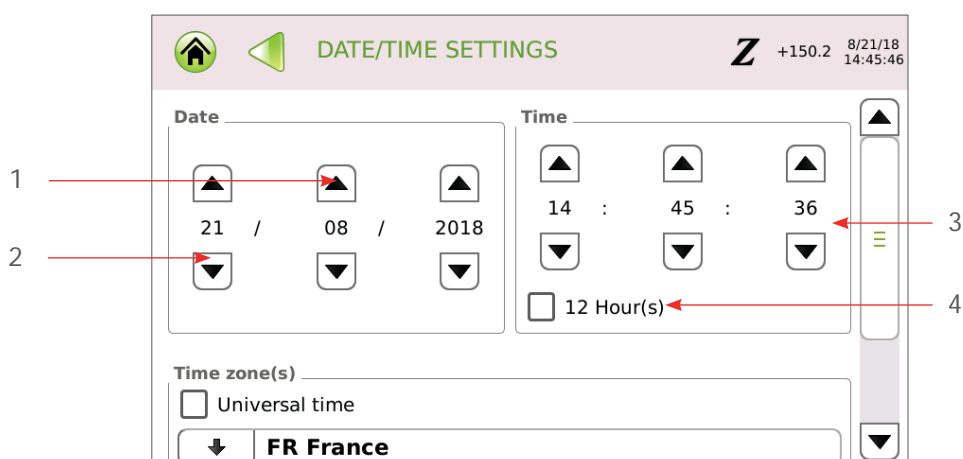 DATE/TIME SETTINGS
Z +150.2 8/21/18
14:45:46
Date
Time
1
21 / 08 / 2018
14 : 45 : 36
3
2
12 Hour(s)
4
Time zone(s)
Universal time
FR France